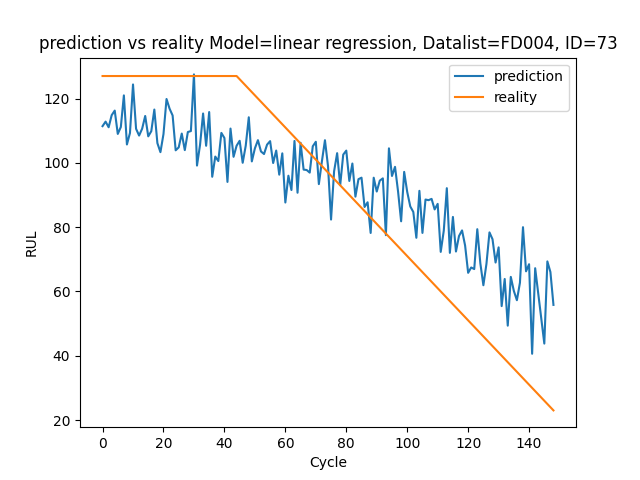 prediction vs reality Model=linear regression, Datalist=FD004, ID=73
prediction
reality
RUL
120
100
80
60
40
20
0 20 40 60 80 100 120 140
Cycle